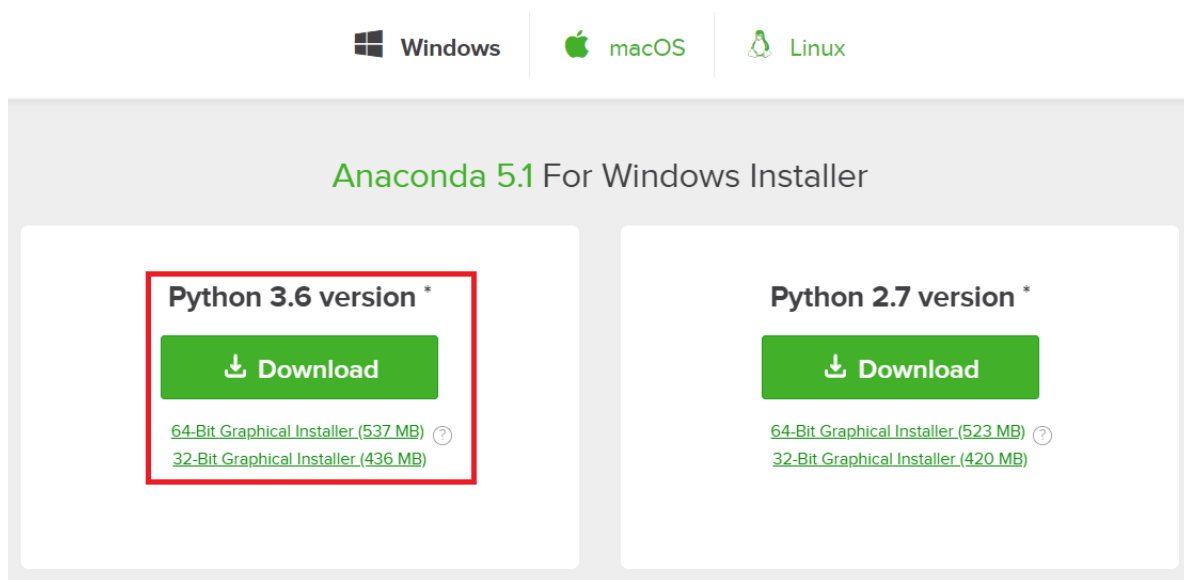 Windows
macOS
Linux
Anaconda 5.1 For Windows Installer
Python 3.6 version *
Download
64-Bit Graphical Installer (537 MB) ?
32-Bit Graphical Installer (436 MB)
Python 2.7 version *
Download
64-Bit Graphical Installer (523 MB) ?
32-Bit Graphical Installer (420 MB)